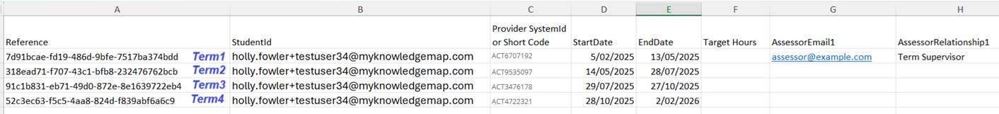 A B C D E F G H
Reference StudentId Provider SystemId or Short Code StartDate EndDate Target Hours AssessorEmail1 AssessorRelationship1
7d91bcae-fd19-486d-9bfe-7517ba374bdd Term1 holly.fowler+testuser34@myknowledgemap.com ACT6707192 5/02/2025 13/05/2025 assessor@example.com Term Supervisor
318ead71-f707-43c1-bfb8-232476762bcb Term2 holly.fowler+testuser34@myknowledgemap.com ACT9535097 14/05/2025 28/07/2025
91c1b831-eb71-49d0-872e-8e1639722eb4 Term3 holly.fowler+testuser34@myknowledgemap.com ACT3476178 29/07/2025 27/10/2025
52c3ec63-f5c5-4aa8-824d-f839abf6a6c9 Term4 holly.fowler+testuser34@myknowledgemap.com ACT4722321 28/10/2025 2/02/2026